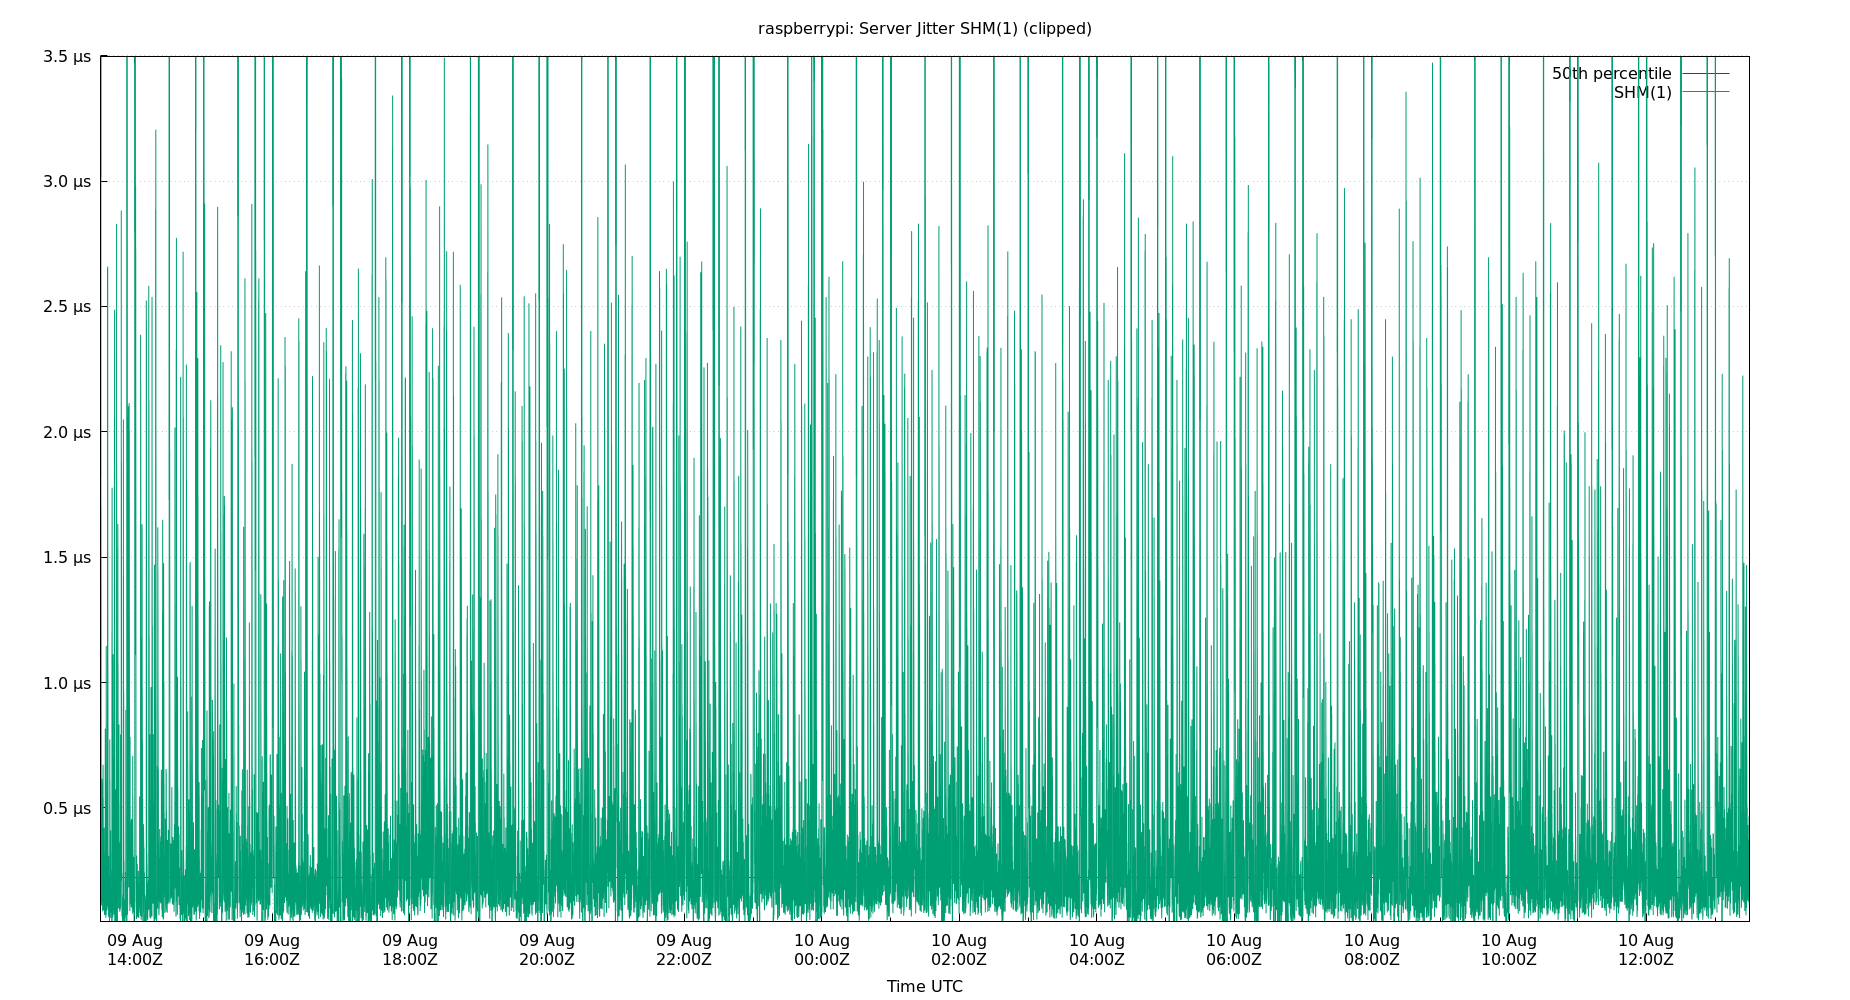 raspberrypi: Server Jitter SHM(1) (clipped)
3.5 µs
3.0 µs
2.5 µs
2.0 µs
1.5 µs
1.0 µs
0.5 µs
50th percentile
SHM(1)
09 Aug 09 Aug 09 Aug 09 Aug 09 Aug 10 Aug 10 Aug 10 Aug 10 Aug 10 Aug 10 Aug 10 Aug
14:00Z 16:00Z 18:00Z 20:00Z 22:00Z 00:00Z 02:00Z 04:00Z 06:00Z 08:00Z 10:00Z 12:00Z
Time UTC